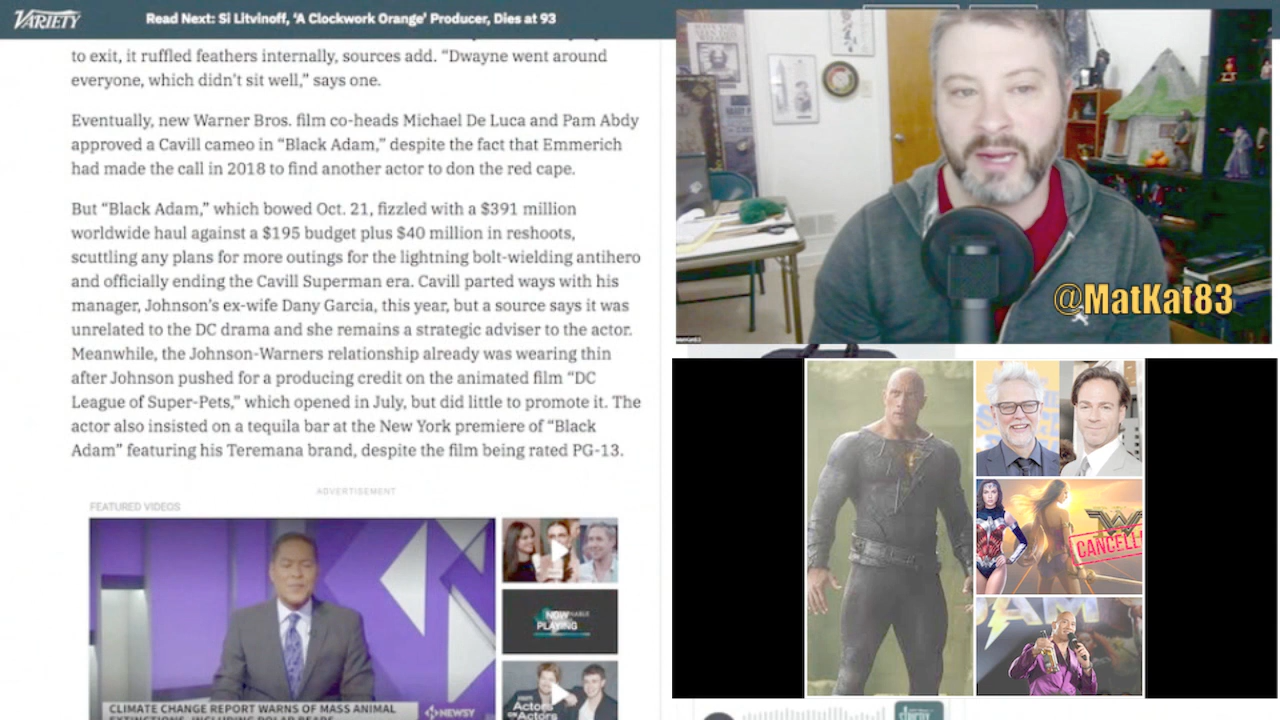 VARIETY
Read Next: Si Litvinoff, ‘A Clockwork Orange’ Producer, Dies at 93
to exit, it ruffled feathers internally, sources add. “Dwayne went around
everyone, which didn’t sit well,” says one.
Eventually, new Warner Bros. film co-heads Michael De Luca and Pam Abdy
approved a Cavill cameo in “Black Adam,” despite the fact that Emmerich
had made the call in 2018 to find another actor to don the red cape.
But “Black Adam,” which bowed Oct. 21, fizzled with a $391 million
worldwide haul against a $195 budget plus $40 million in reshoots,
scuttling any plans for more outings for the lightning bolt-wielding antihero
and officially ending the Cavill Superman era. Cavill parted ways with his
manager, Johnson’s ex-wife Dany Garcia, this year, but a source says it was
unrelated to the DC drama and she remains a strategic adviser to the actor.
Meanwhile, the Johnson-Warners relationship already was wearing thin
after Johnson pushed for a producing credit on the animated film “DC
League of Super-Pets,” which opened in July, but did little to promote it. The
actor also insisted on a tequila bar at the New York premiere of “Black
Adam” featuring his Teremana brand, despite the film being rated PG-13.
ADVERTISEMENT
FEATURED VIDEOS
NOW
PLAYING
Actors
on Actors
CLIMATE CHANGE REPORT WARNS OF MASS ANIMAL
EXTINCTIONS, INCLUDING POLAR BEARS
NEWSY
@MatKat83
CANCELL